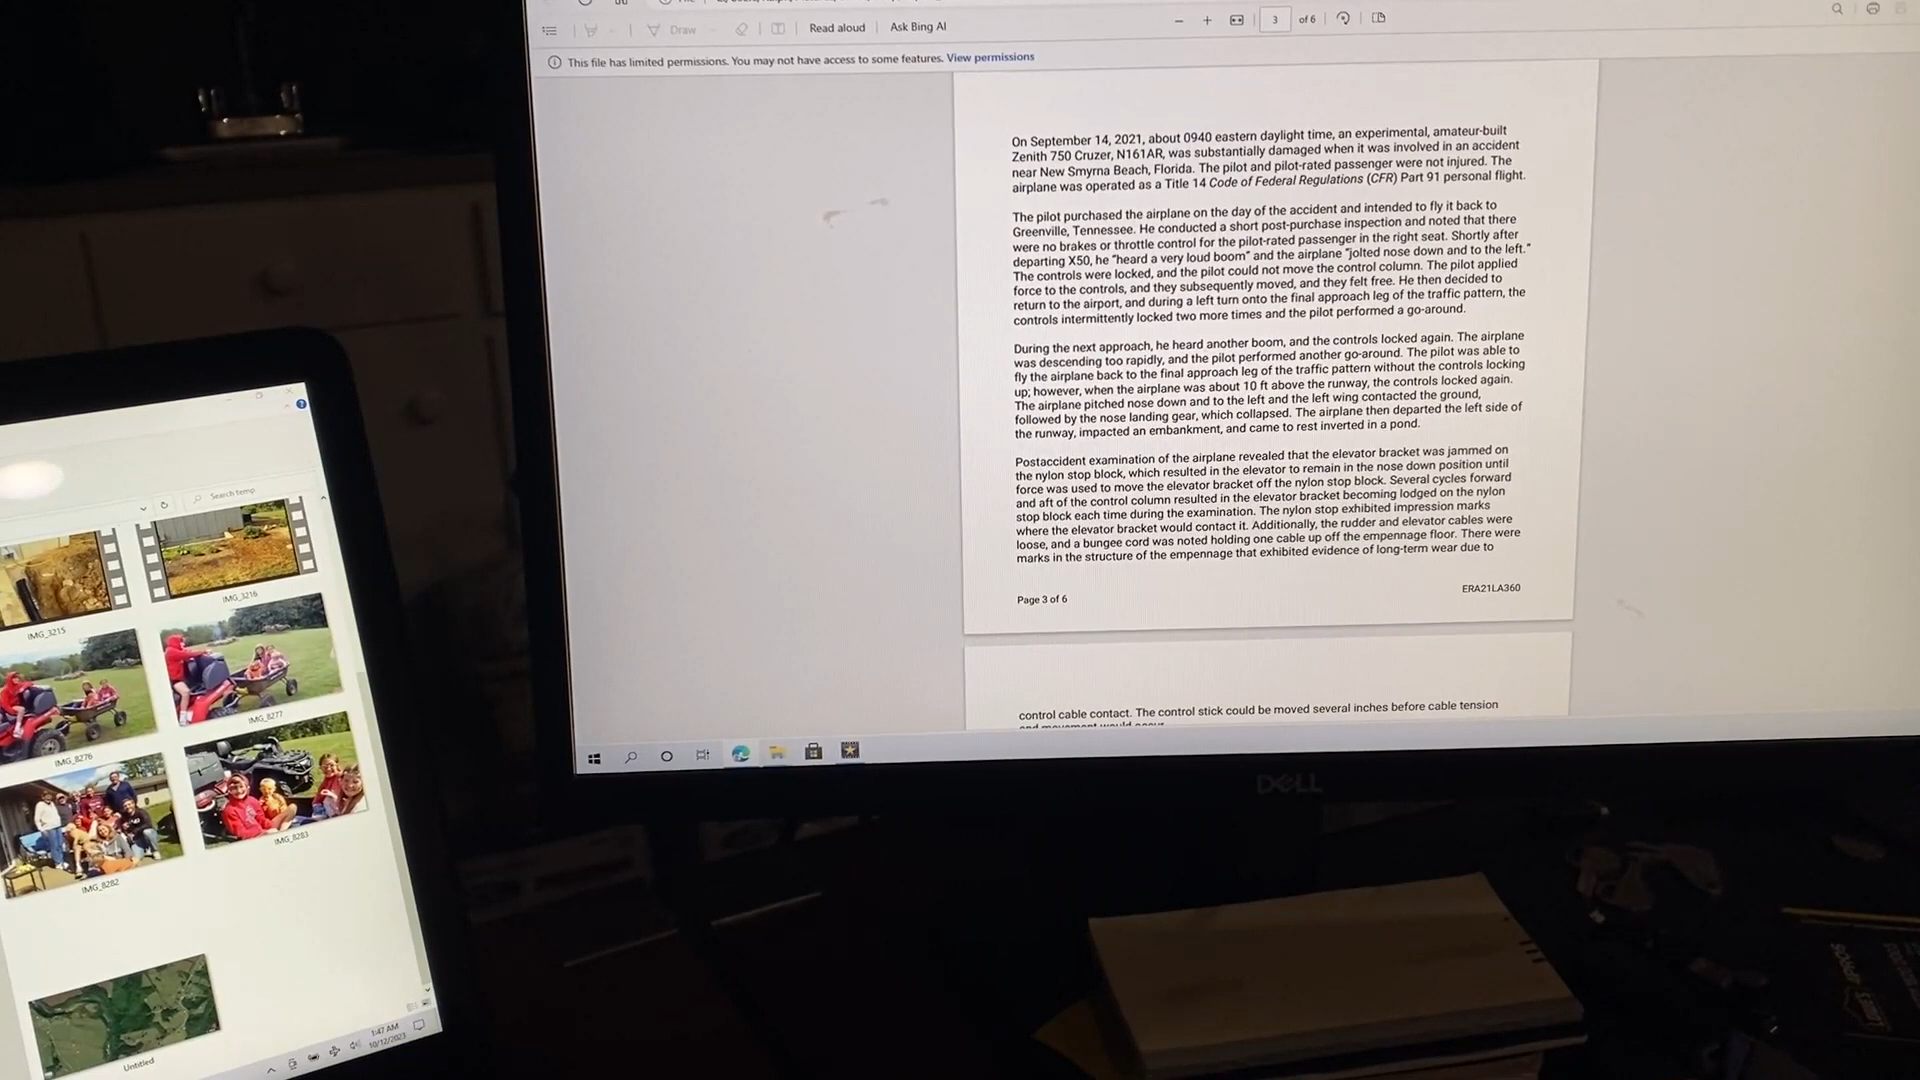 Draw
Read aloud
Ask Bing AI
3
of 6
This file has limited permissions. You may not have access to some features. View permissions
On September 14, 2021, about 0940 eastern daylight time, an experimental, amateur-built
Zenith 750 Cruzer, N161AR, was substantially damaged when it was involved in an accident
near New Smyrna Beach, Florida. The pilot and pilot-rated passenger were not injured. The
airplane was operated as a Title 14 Code of Federal Regulations (CFR) Part 91 personal flight.
The pilot purchased the airplane on the day of the accident and intended to fly it back to
Greenville, Tennessee. He conducted a short post-purchase inspection and noted that there
were no brakes or throttle control for the pilot-rated passenger in the right seat. Shortly after
departing X50, he "heard a very loud boom" and the airplane "jolted nose down and to the left."
The controls were locked, and the pilot could not move the control column. The pilot applied
force to the controls, and they subsequently moved, and they felt free. He then decided to
return to the airport, and during a left turn onto the final approach leg of the traffic pattern, the
controls intermittently locked two more times and the pilot performed a go-around.
During the next approach, he heard another boom, and the controls locked again. The airplane
was descending too rapidly, and the pilot performed another go-around. The pilot was able to
fly the airplane back to the final approach leg of the traffic pattern without the controls locking
up; however, when the airplane was about 10 ft above the runway, the controls locked again.
The airplane pitched nose down and to the left and the left wing contacted the ground,
followed by the nose landing gear, which collapsed. The airplane then departed the left side of
the runway, impacted an embankment, and came to rest inverted in a pond.
Postaccident examination of the airplane revealed that the elevator bracket was jammed on
the nylon stop block, which resulted in the elevator to remain in the nose down position until
force was used to move the elevator bracket off the nylon stop block. Several cycles forward
and aft of the control column resulted in the elevator bracket becoming lodged on the nylon
stop block each time during the examination. The nylon stop exhibited impression marks
where the elevator bracket would contact it. Additionally, the rudder and elevator cables were
loose, and a bungee cord was noted holding one cable up off the empennage floor. There were
marks in the structure of the empennage that exhibited evidence of long-term wear due to
Page 3 of 6
ERA21LA360
control cable contact. The control stick could be moved several inches before cable tension
and movement would occur.
DELL
Search temp
IMG_3215
IMG_3216
IMG_8276
IMG_8277
IMG_8282
IMG_8283
Untitled
1:47 AM
10/12/2023